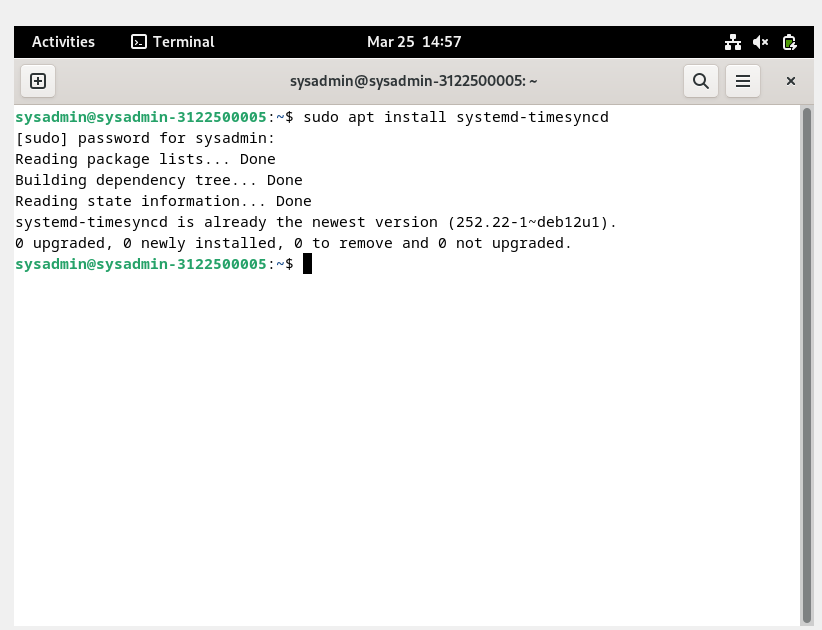 Activities Terminal Mar 25 14:57
sysadmin@sysadmin-3122500005: ~
sysadmin@sysadmin-3122500005:~$ sudo apt install systemd-timesyncd
[sudo] password for sysadmin:
Reading package lists... Done
Building dependency tree... Done
Reading state information... Done
systemd-timesyncd is already the newest version (252.22-1~deb12u1).
0 upgraded, 0 newly installed, 0 to remove and 0 not upgraded.
sysadmin@sysadmin-3122500005:~$